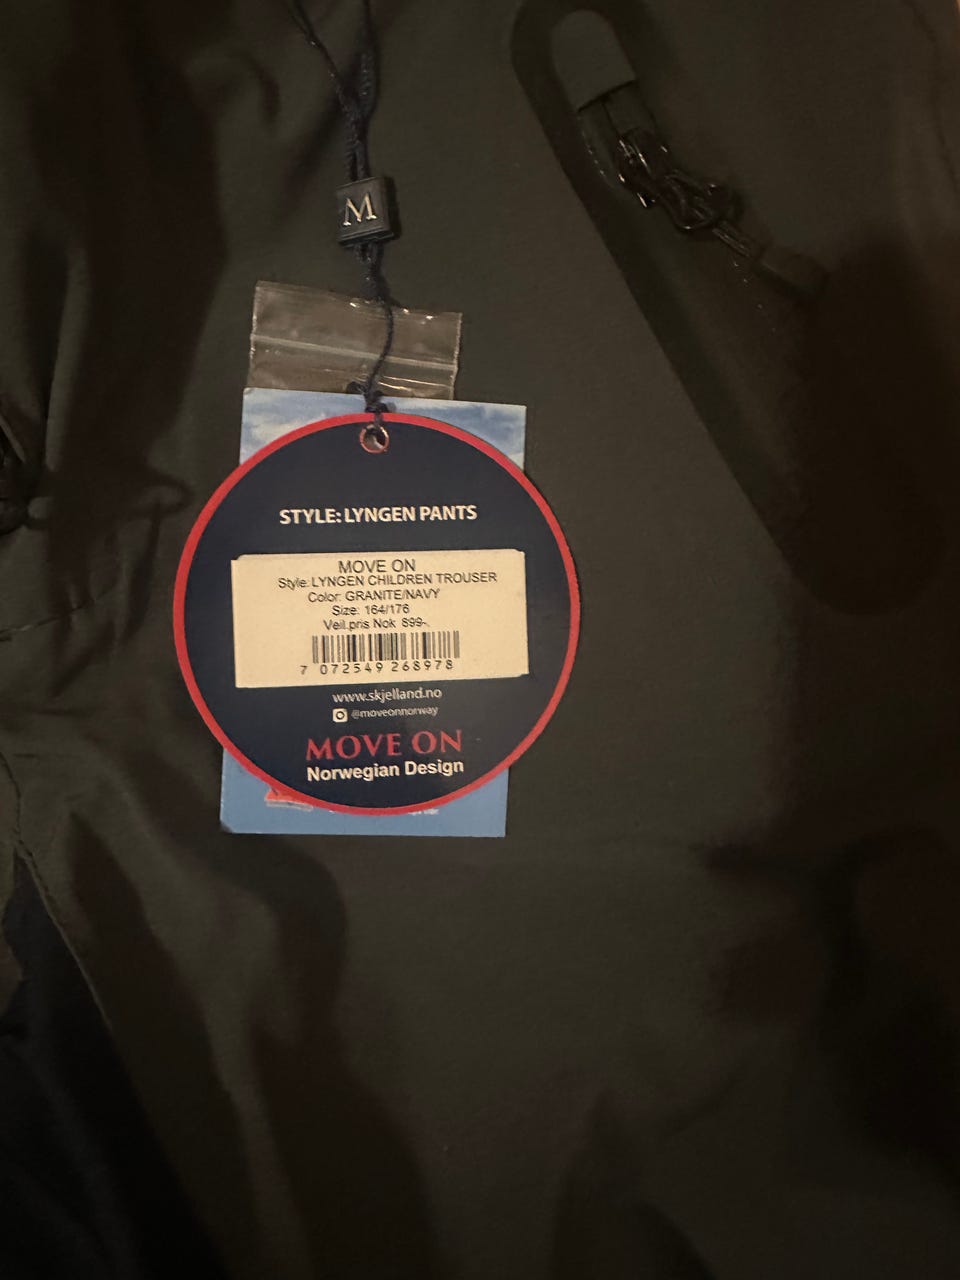 M
STYLE: LYNGEN PANTS
MOVE ON
Style: LYNGEN CHILDREN TROUSER
Color: GRANITE/NAVY
Size: 164/176
Veil.pris Nok 899-.
7 072549 268978
www.skjelland.no
@moveonnorway
MOVE ON
Norwegian Design